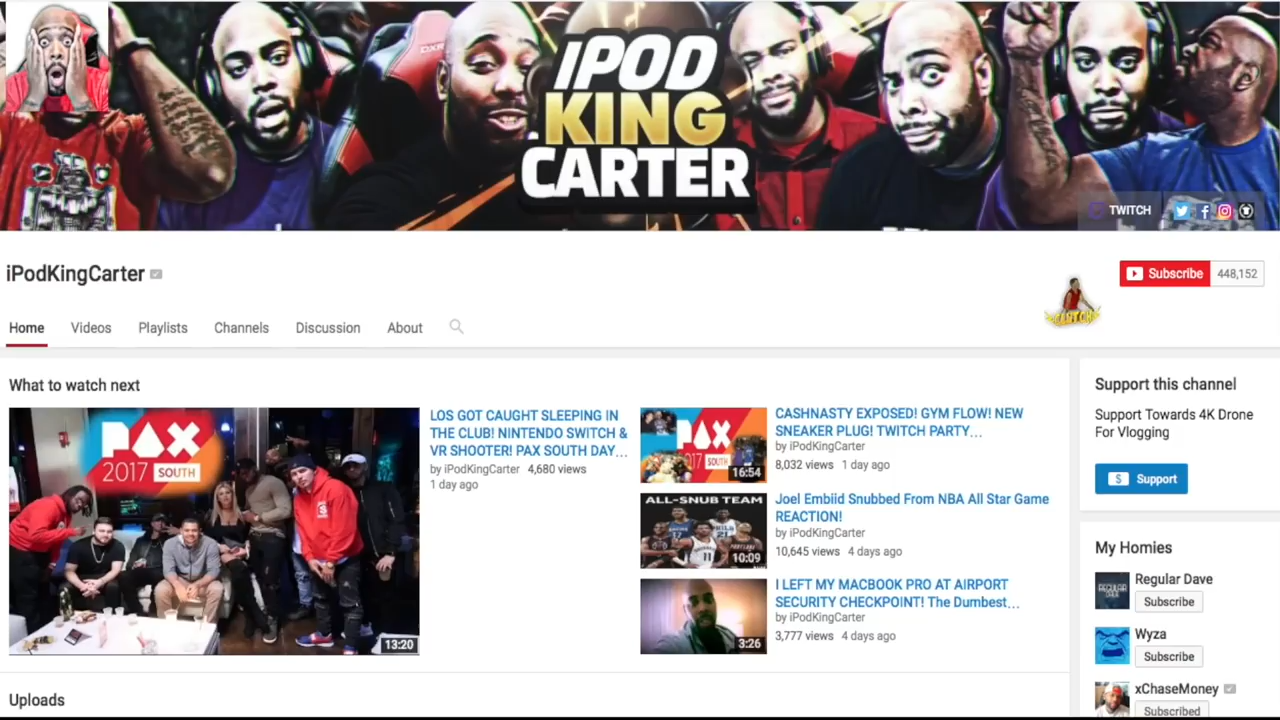 DXR
iPOD
KING
CARTER
TWITCH
iPodKingCarter
Subscribe 448,152
Home Videos Playlists Channels Discussion About
What to watch next
PAX
2017 SOUTH
13:20
LOS GOT CAUGHT SLEEPING IN
THE CLUB! NINTENDO SWITCH &
VR SHOOTER! PAX SOUTH DAY...
by iPodKingCarter 4,680 views
1 day ago
PAX
2017 SOUTH
16:54
CASHNASTY EXPOSED! GYM FLOW! NEW
SNEAKER PLUG! TWITCH PARTY...
by iPodKingCarter
8,032 views 1 day ago
ALL-SNUB TEAM
10:09
Joel Embiid Snubbed From NBA All Star Game
REACTION!
by iPodKingCarter
10,645 views 4 days ago
3:26
I LEFT MY MACBOOK PRO AT AIRPORT
SECURITY CHECKPOINT! The Dumbest...
by iPodKingCarter
3,777 views 4 days ago
Uploads
Support this channel
Support Towards 4K Drone
For Vlogging
$ Support
My Homies
REGULAR
DAVE
Regular Dave
Subscribe
Wyza
Subscribe
xChaseMoney
Subscribed